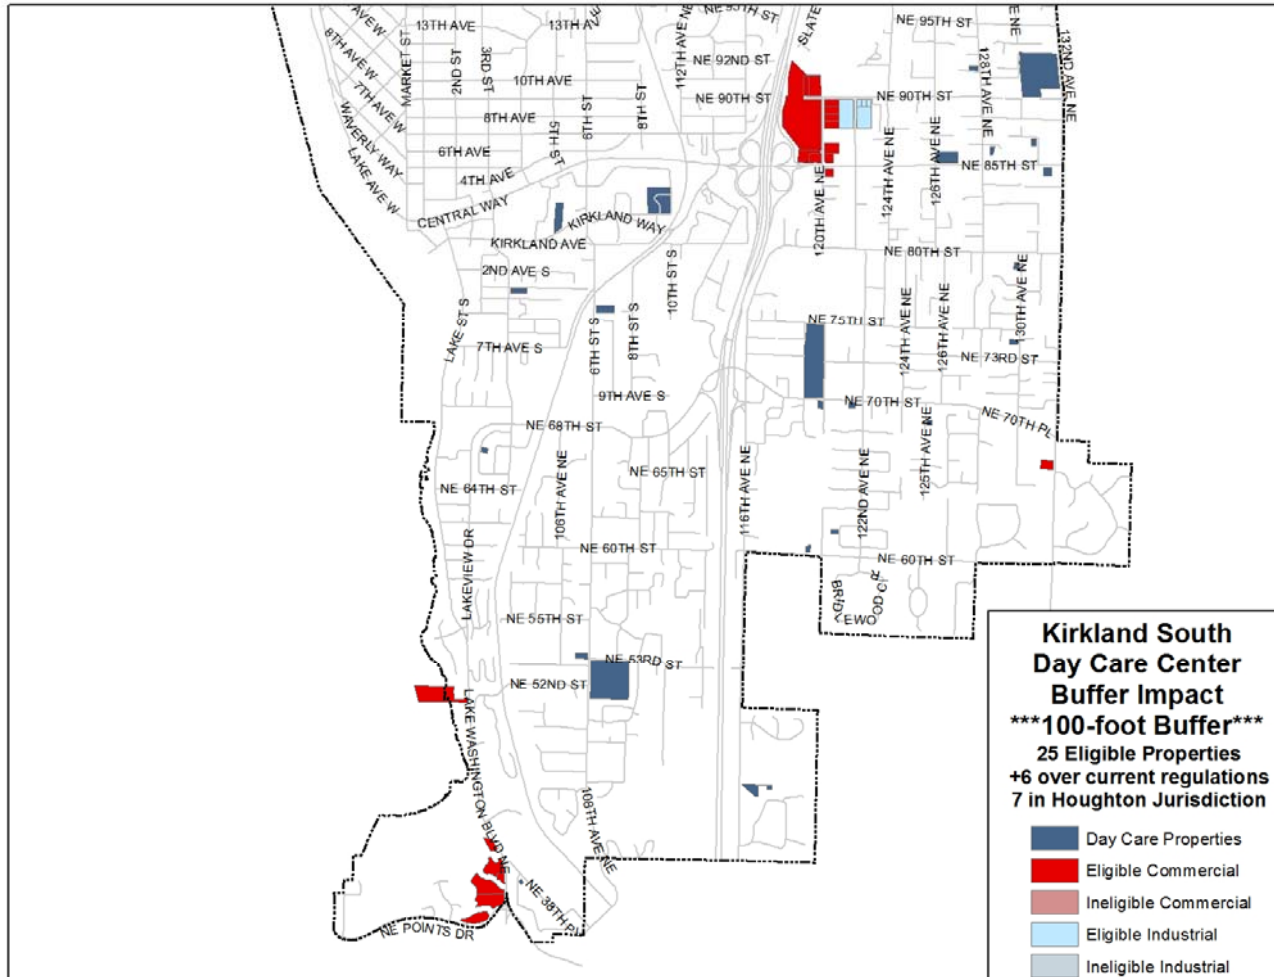 AVE W
13TH AVE
13TH A
112TH AVE NE
SLATE
NE 95TH ST
132ND AVE NE
8TH AVE W
MARKET ST
2ND ST
3RD ST
NE 92ND ST
128TH AVE NE
10TH AVE
7TH AVE W
6TH ST
8TH ST
NE 90TH ST
NE 90TH ST
8TH AVE
WAVERLY WAY
5TH ST
6TH AVE
LAKE AVE W
4TH AVE
124TH AVE NE
126TH AVE NE
NE 85TH ST
CENTRAL WAY
KIRKLAND WAY
120TH AVE NE
KIRKLAND AVE
NE 80TH ST
2ND AVE S
10TH ST S
130TH AVE NE
LAKE ST S
6TH ST S
8TH ST S
NE 75TH ST
124TH AVE NE
126TH AVE NE
7TH AVE S
NE 73RD ST
9TH AVE S
NE 70TH ST
NE 70TH PL
NE 68TH ST
125TH AVE NE
106TH AVE NE
NE 65TH ST
116TH AVE NE
122ND AVE NE
NE 64TH ST
LAKEVIEW DR
NE 60TH ST
NE 60TH ST
NE 55TH ST
NE 53RD ST
NE 52ND ST
LAKE WASHINGTON BLVD NE
108TH AVE NE
NE 38TH PL
NE POINTS DR
Kirkland South
Day Care Center
Buffer Impact
***100-foot Buffer***
25 Eligible Properties
+6 over current regulations
7 in Houghton Jurisdiction
Day Care Properties
Eligible Commercial
Ineligible Commercial
Eligible Industrial
Ineligible Industrial